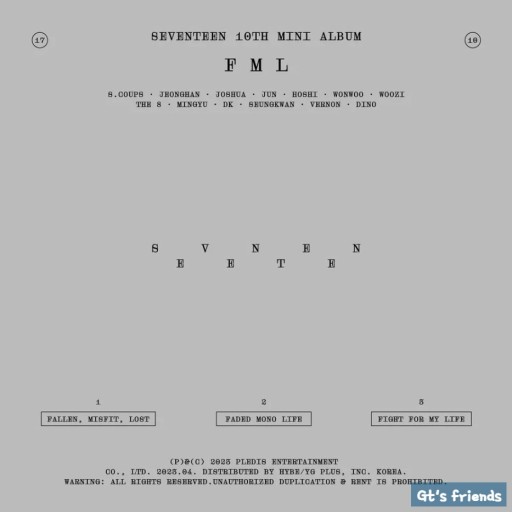 17
SEVENTEEN 10TH MINI ALBUM
10
F M L
S.COUPS · JEONGHAN · JOSHUA · JUN · HOSHI · WONWOO · WOOZI
THE 8 · MINGYU · DK · SEUNGKWAN · VERNON · DINO
S V N E N
E E T E
1
2
3
FALLEN, MISFIT, LOST
FADED MONO LIFE
FIGHT FOR MY LIFE
(P)&(C) 2023 PLEDIS ENTERTAINMENT
CO., LTD. 2023.04. DISTRIBUTED BY HYBE/YG PLUS, INC. KOREA.
WARNING: ALL RIGHTS RESERVED.UNAUTHORIZED DUPLICATION & RENT IS PROHIBITED.
Gt's friends